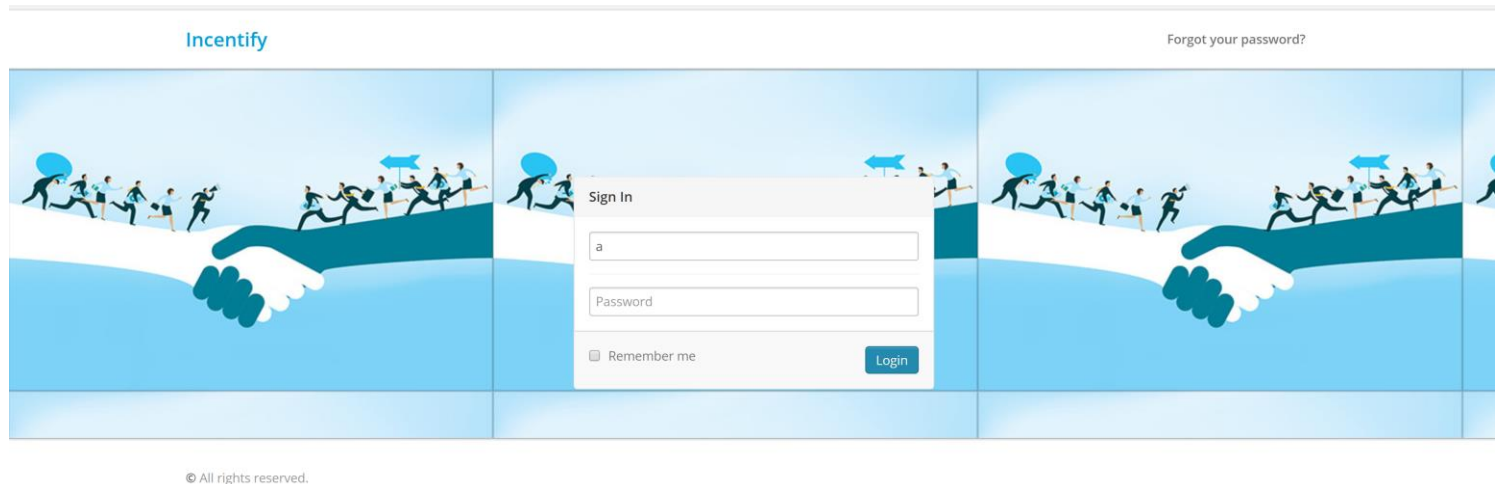 Incentify
Forgot your password?
Sign In
a
Password
Remember me
Login
© All rights reserved.